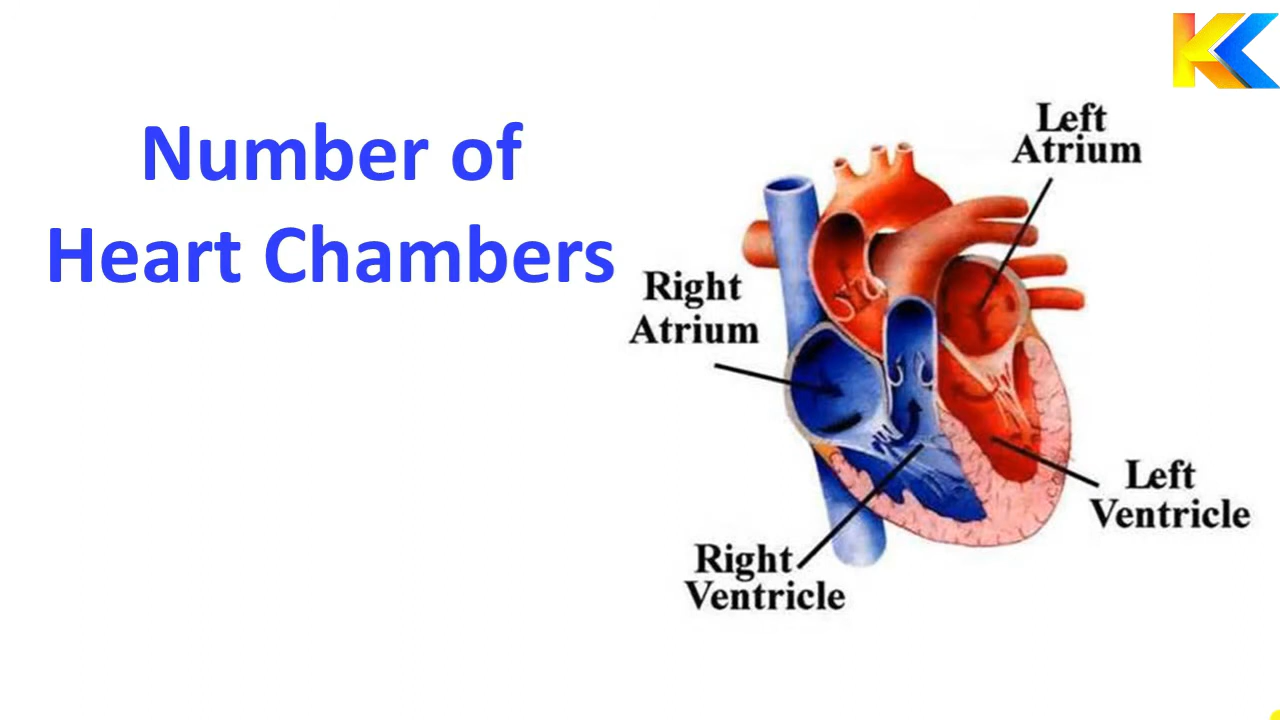 Number of
Heart Chambers
Left
Atrium
Right
Atrium
Left
Ventricle
Right
Ventricle